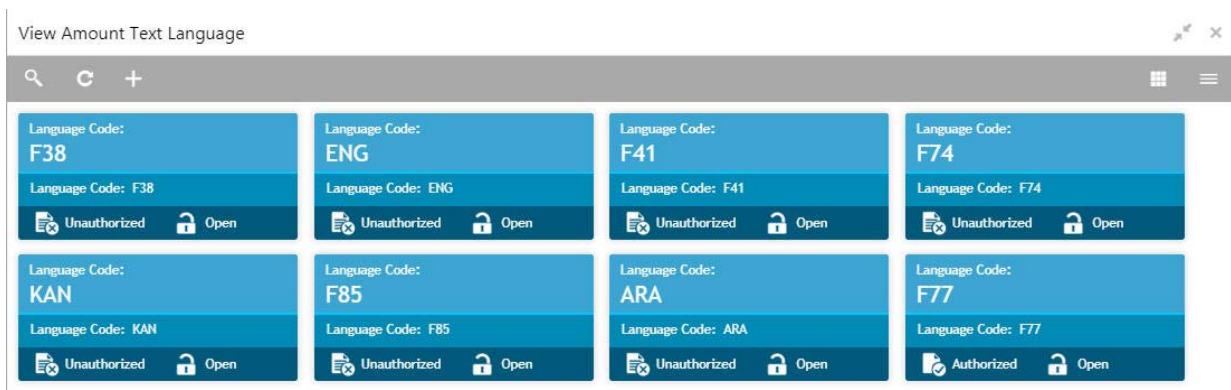 View Amount Text Language
Language Code:
F38
Language Code: F38
Unauthorized Open
Language Code:
ENG
Language Code: ENG
Unauthorized Open
Language Code:
F41
Language Code: F41
Unauthorized Open
Language Code:
F74
Language Code: F74
Unauthorized Open
Language Code:
KAN
Language Code: KAN
Unauthorized Open
Language Code:
F85
Language Code: F85
Unauthorized Open
Language Code:
ARA
Language Code: ARA
Unauthorized Open
Language Code:
F77
Language Code: F77
Authorized Open